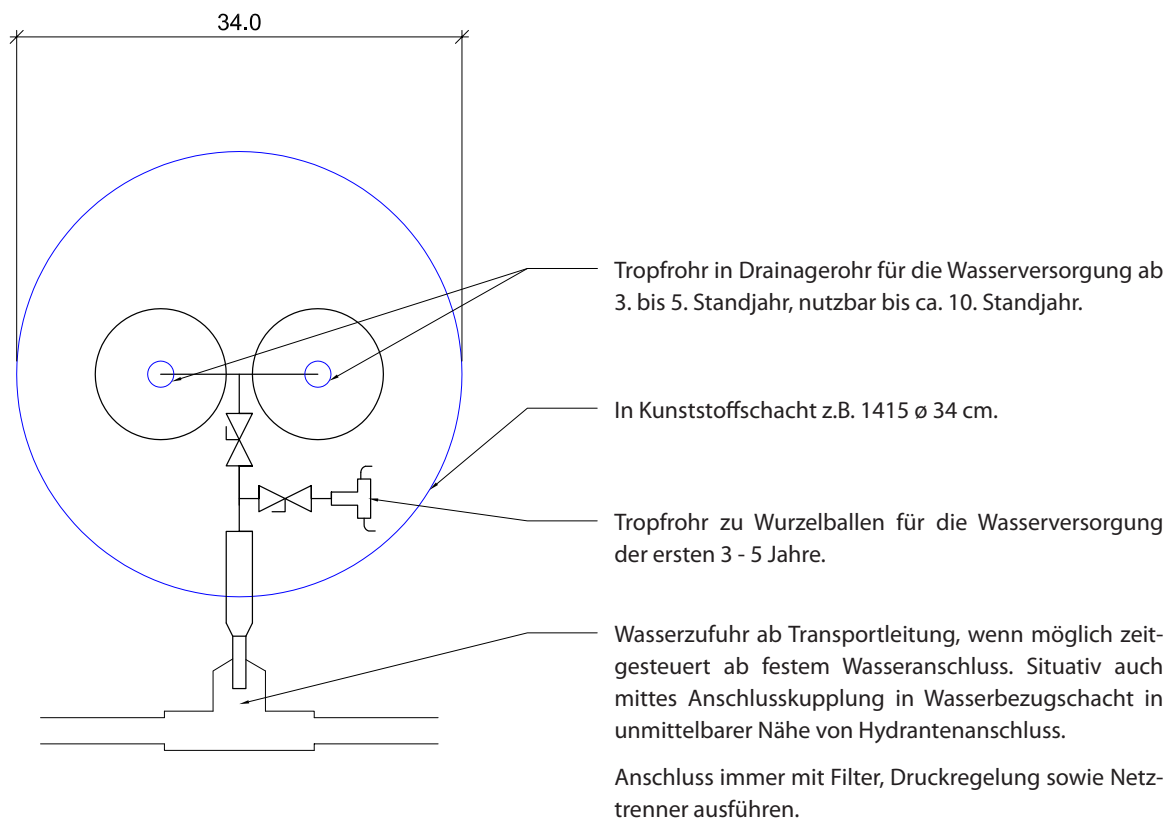 34.0
Tropfrohr in Drainagerohr für die Wasserversorgung ab
3. bis 5. Standjahr, nutzbar bis ca. 10. Standjahr.
In Kunststoffschacht z.B. 1415 ø 34 cm.
Tropfrohr zu Wurzelballen für die Wasserversorgung
der ersten 3 - 5 Jahre.
Wasserzufuhr ab Transportleitung, wenn möglich zeit-
gesteuert ab festem Wasseranschluss. Situativ auch
mittes Anschlusskupplung in Wasserbezugschacht in
unmittelbarer Nähe von Hydrantenanschluss.
Anschluss immer mit Filter, Druckregelung sowie Netz-
trenner ausführen.